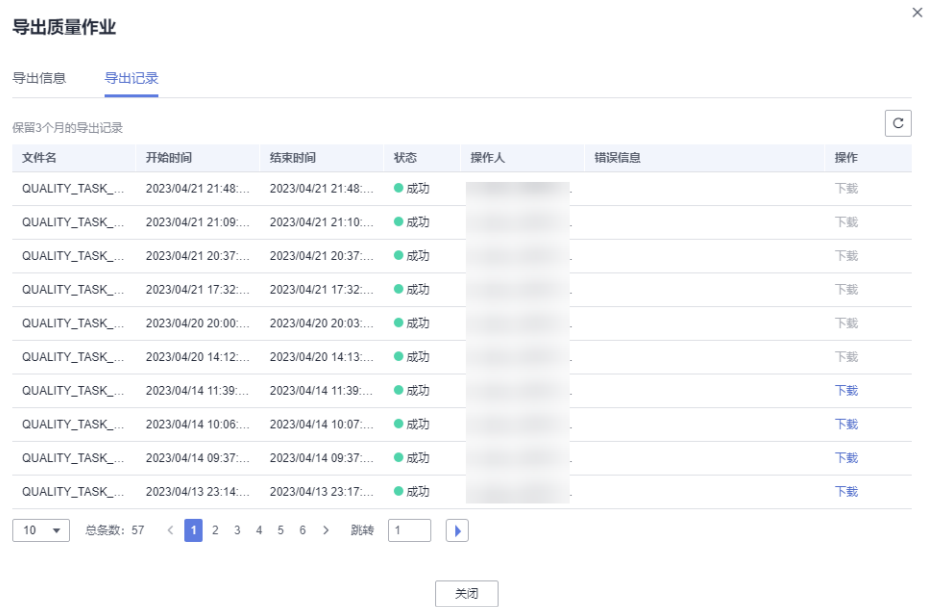 导出质量作业
导出信息 导出记录
保留3个月的导出记录
文件名 开始时间 结束时间 状态 操作人 错误信息 操作
QUALITY_TASK_... 2023/04/21 21:48:... 2023/04/21 21:48:... 成功 下载
QUALITY_TASK_... 2023/04/21 21:09:... 2023/04/21 21:10:... 成功 下载
QUALITY_TASK_... 2023/04/21 20:37:... 2023/04/21 20:37:... 成功 下载
QUALITY_TASK_... 2023/04/21 17:32:... 2023/04/21 17:32:... 成功 下载
QUALITY_TASK_... 2023/04/20 20:00:... 2023/04/20 20:03:... 成功 下载
QUALITY_TASK_... 2023/04/20 14:12:... 2023/04/20 14:13:... 成功 下载
QUALITY_TASK_... 2023/04/14 11:39:... 2023/04/14 11:39:... 成功 下载
QUALITY_TASK_... 2023/04/14 10:06:... 2023/04/14 10:07:... 成功 下载
QUALITY_TASK_... 2023/04/14 09:37:... 2023/04/14 09:37:... 成功 下载
QUALITY_TASK_... 2023/04/13 23:14:... 2023/04/13 23:17:... 成功 下载
10 总条数: 57 < 1 2 3 4 5 6 > 跳转 1
关闭